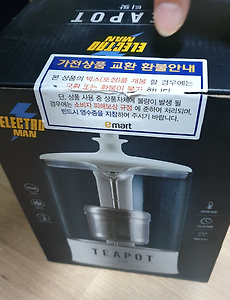 TEAPOT
티팟
ELECTRO
MAN
가전상품 교환 환불안내
본 상품의 박스(포장)를 개봉 할 경우에는
교환 또는 환불이 불가 합니다.
단, 상품 사용 중 상품자체에 불량이 발생 될
경우에는 소비자 피해보상 규정에 준하여 처리되며,
반드시 영수증을 지참하여 주시기 바랍니다.
emart
ELECTRO
MAN
TEAPOT